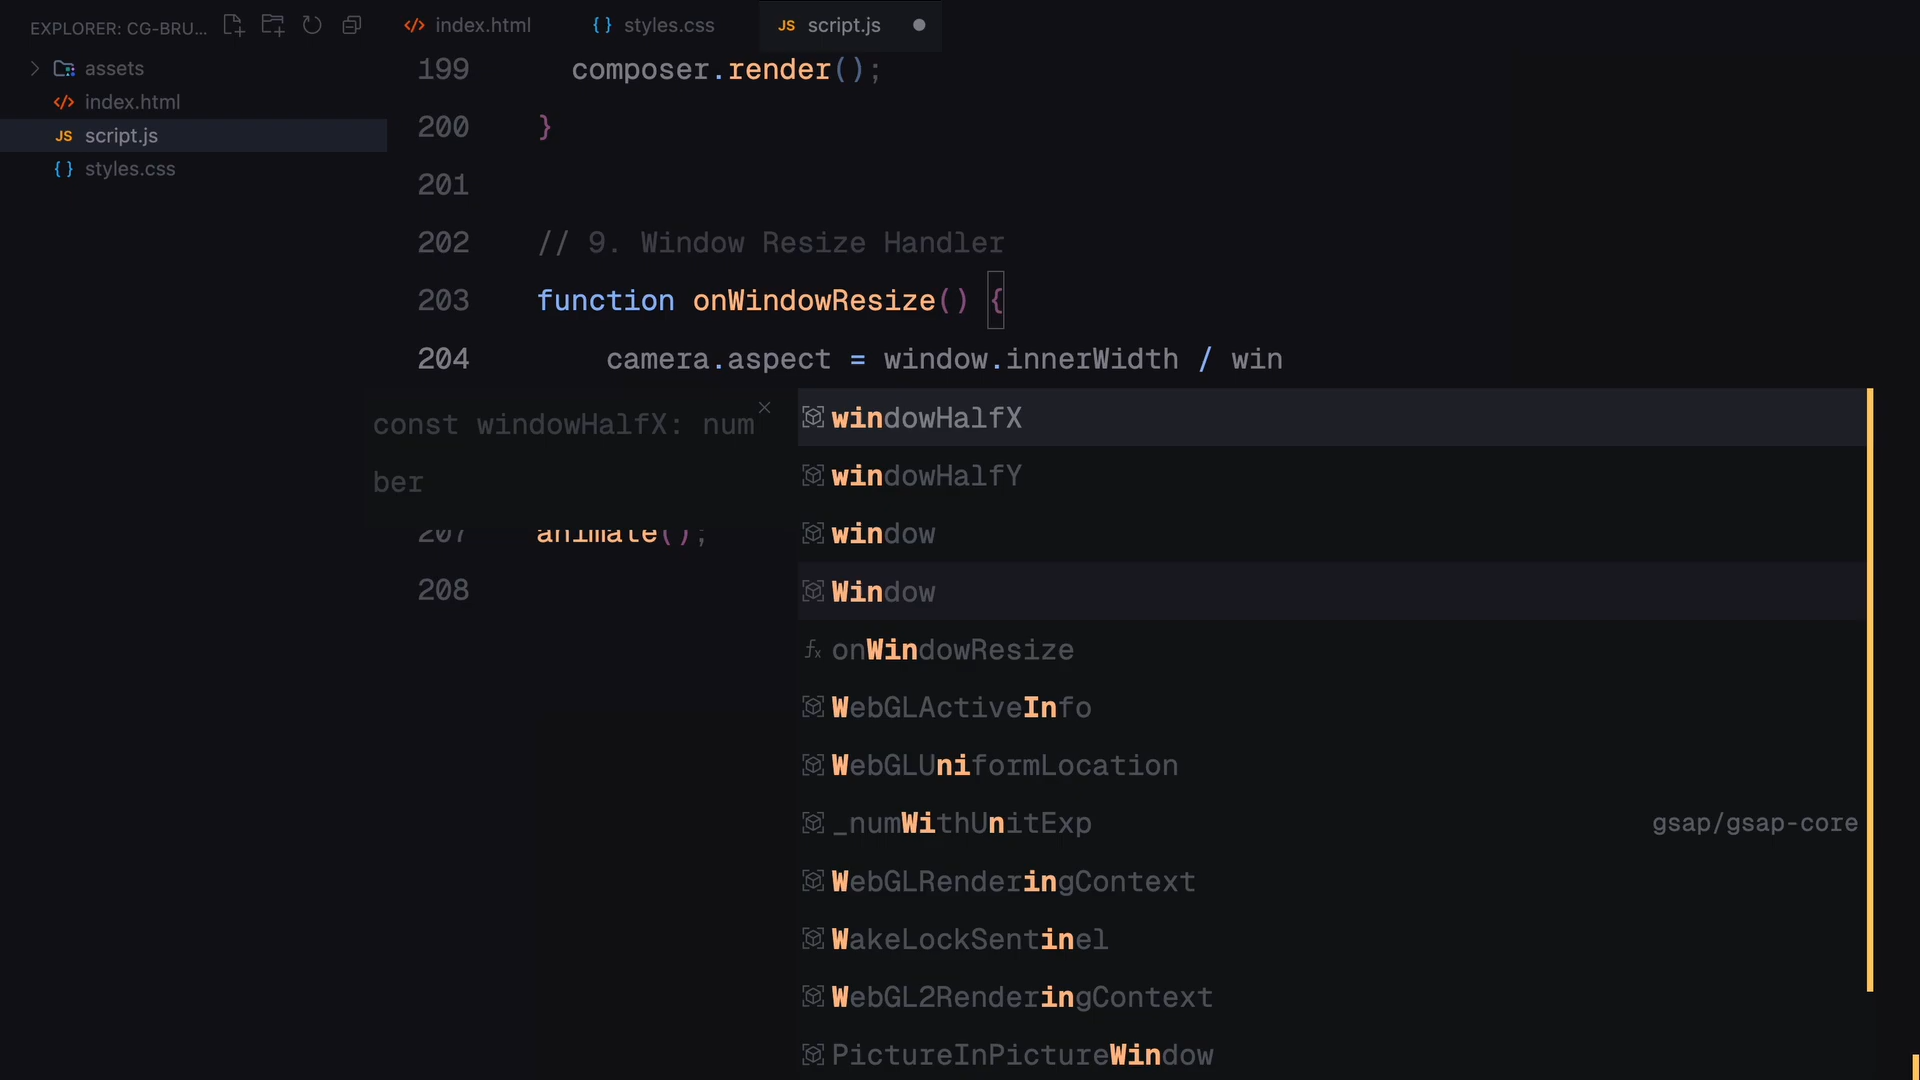 EXPLORER: CG-BRU...
assets
index.html
JS script.js
styles.css
index.html
styles.css
JS script.js
199 composer.render();
200 }
201
202 // 9. Window Resize Handler
203 function onWindowResize() {
204 camera.aspect = window.innerWidth / win
const windowHalfX: num
ber
windowHalfX
windowHalfY
window
Window
onWindowResize
WebGLActiveInfo
WebGLUniformLocation
_numWithUnitExp gsap/gsap-core
WebGLRenderingContext
WakeLockSentinel
WebGL2RenderingContext
PictureInPictureWindow
207 animate();
208